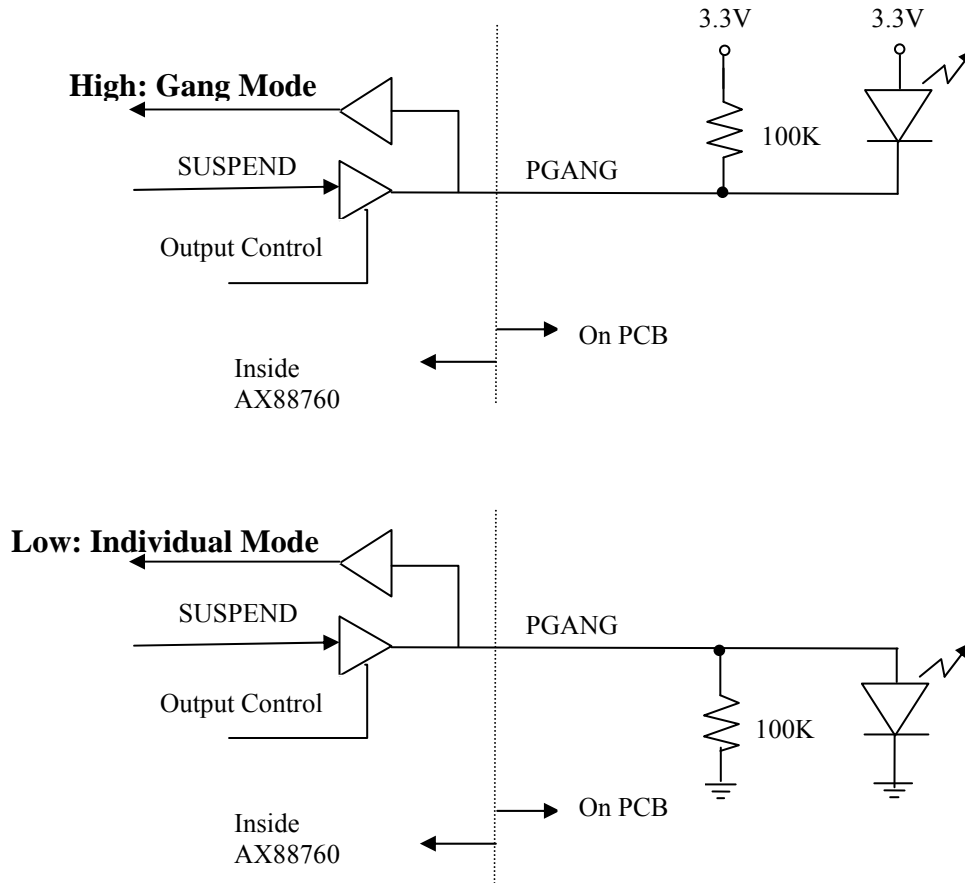 3.3V 3.3V
High: Gang Mode
100K
SUSPEND
PGANG
Output Control
On PCB
Inside
AX88760
Low: Individual Mode
SUSPEND
PGANG
Output Control
100K
On PCB
Inside
AX88760